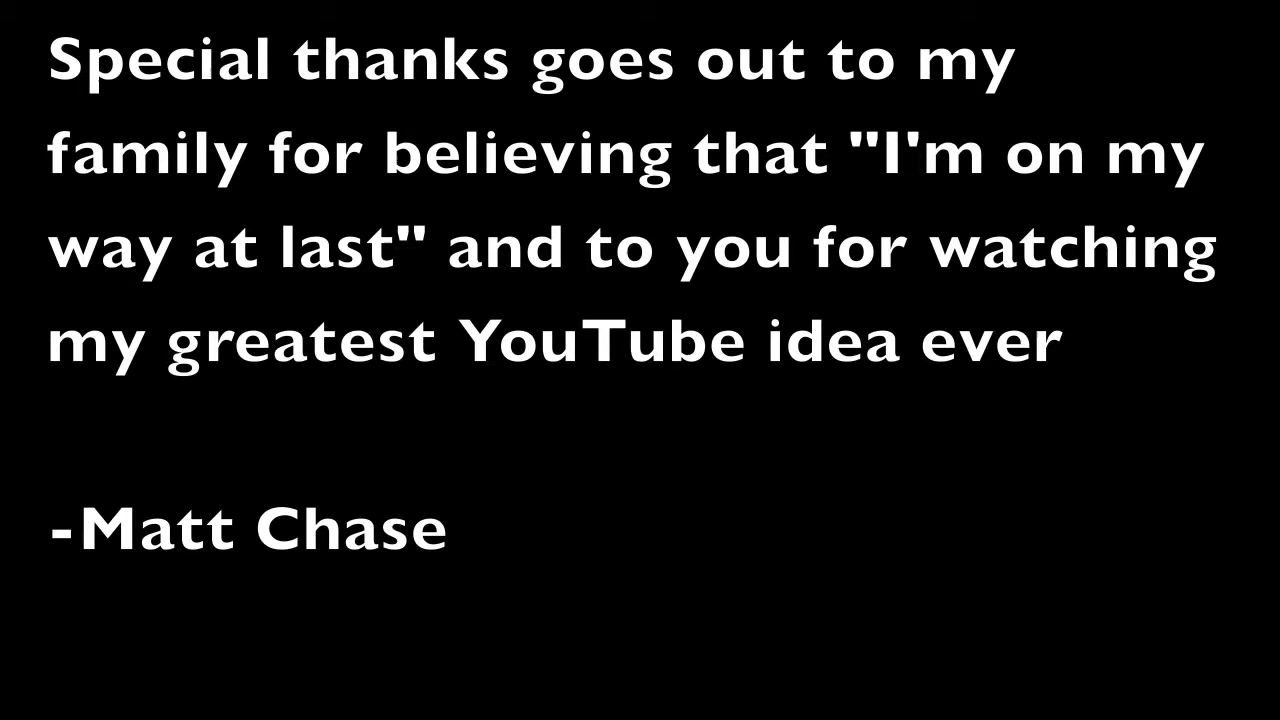 Special thanks goes out to my
family for believing that "I'm on my
way at last" and to you for watching
my greatest YouTube idea ever
-Matt Chase